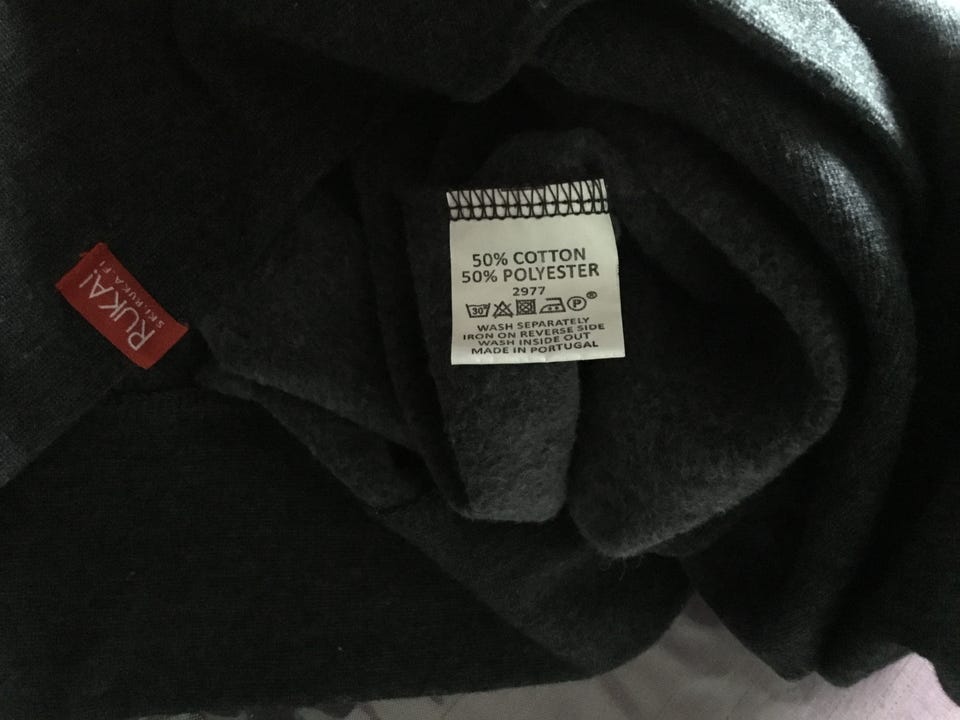 RUKA!
SKI.RUKA.FI
50% COTTON
50% POLYESTER
2977
30 P ®
WASH SEPARATELY
IRON ON REVERSE SIDE
WASH INSIDE OUT
MADE IN PORTUGAL